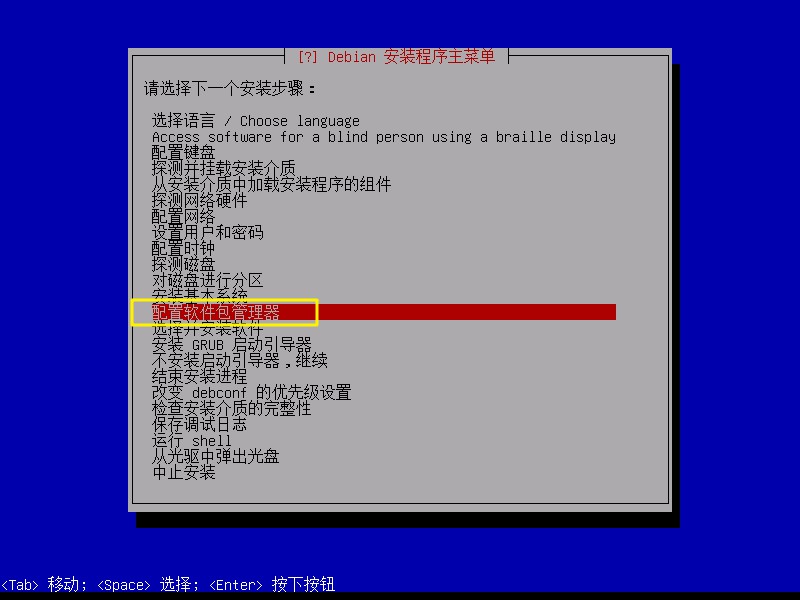 [?] Debian 安装程序主菜单
请选择下一个安装步骤：
选择语言 / Choose language
Access software for a blind person using a braille display
配置键盘
探测并挂载安装介质
从安装介质中加载安装程序的组件
探测网络硬件
配置网络
设置用户和密码
配置时钟
探测磁盘
对磁盘进行分区
安装基本系统
配置软件包管理器
选择并安装软件
安装 GRUB 启动引导器
不安装启动引导器,继续
结束安装进程
改变 debconf 的优先级设置
检查安装介质的完整性
保存调试日志
运行 shell
从光驱中弹出光盘
中止安装
<Tab> 移动; <Space> 选择; <Enter> 按下按钮